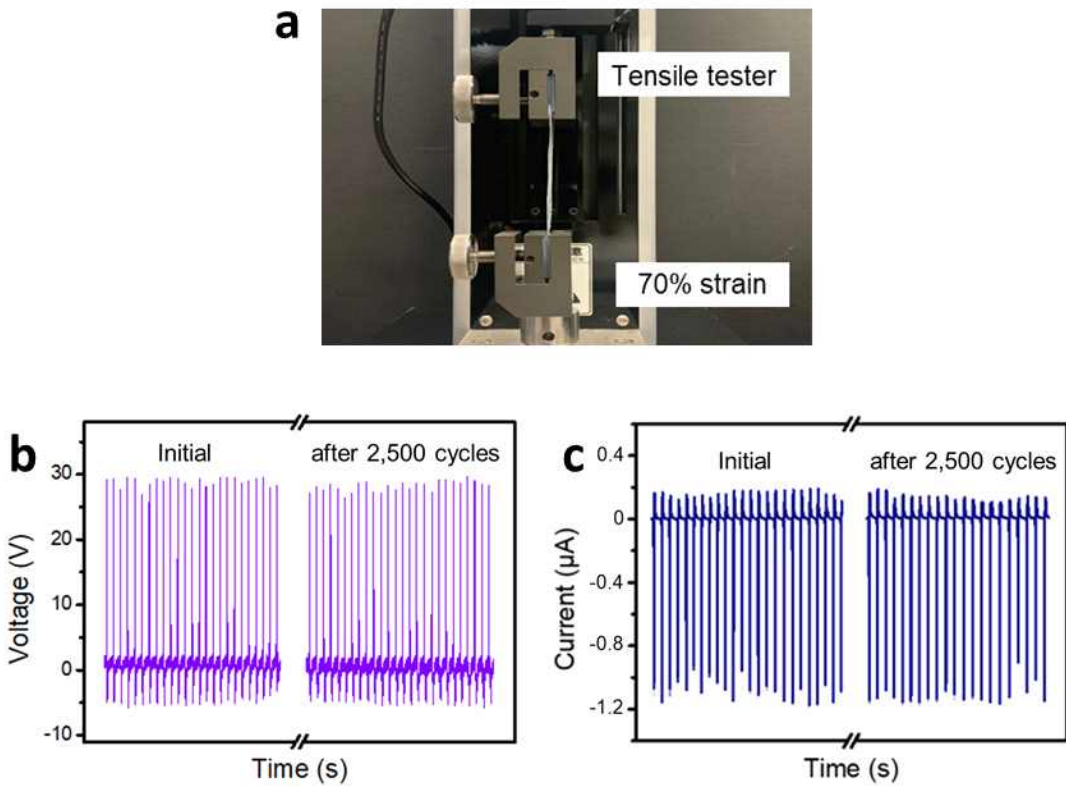 a
Tensile tester
70% strain
b
Initial
after 2,500 cycles
30
20
10
0
-10
Voltage (V)
Time (s)
c
Initial
after 2,500 cycles
0.4
0
-0.4
-0.8
-1.2
Current (μA)
Time (s)